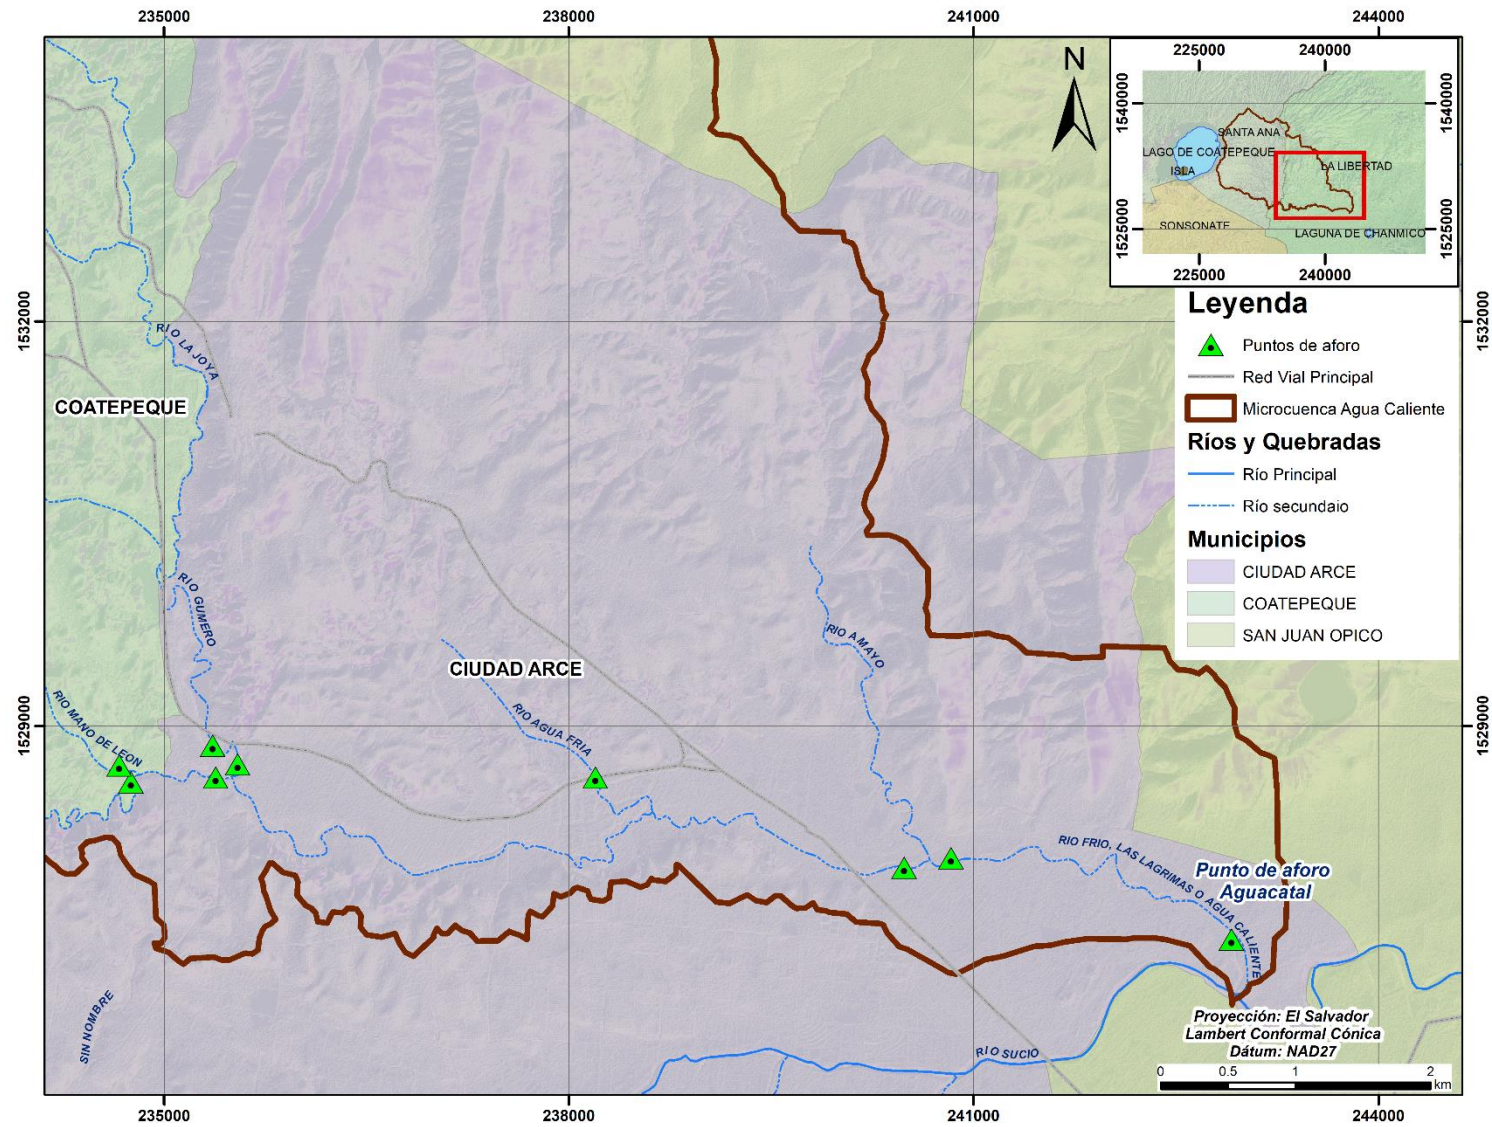 235000
238000
241000
244000
N
225000
240000
1540000
1540000
SANTA ANA
LAGO DE COATEPEQUE
ISLA
LA LIBERTAD
SONSONATE
LAGUNA DE CHANMICO
1525000
1525000
225000
240000
1532000
1532000
Leyenda
Puntos de aforo
Red Vial Principal
Microcuenca Agua Caliente
Ríos y Quebradas
Río Principal
Río secundaio
Municipios
CIUDAD ARCE
COATEPEQUE
SAN JUAN OPICO
RIO LA JOYA
COATEPEQUE
RIO GUMERO
RIO AMAYO
CIUDAD ARCE
RIO MANO DE LEON
RIO AGUA FRIA
1529000
1529000
RIO FRIO, LAS LAGRIMAS O AGUA CALIENTE
Punto de aforo
Aguacatal
SIN NOMBRE
RIO SUCIO
Proyección: El Salvador
Lambert Conformal Cónica
Dátum: NAD27
0 0.5 1 2
km
235000
238000
241000
244000